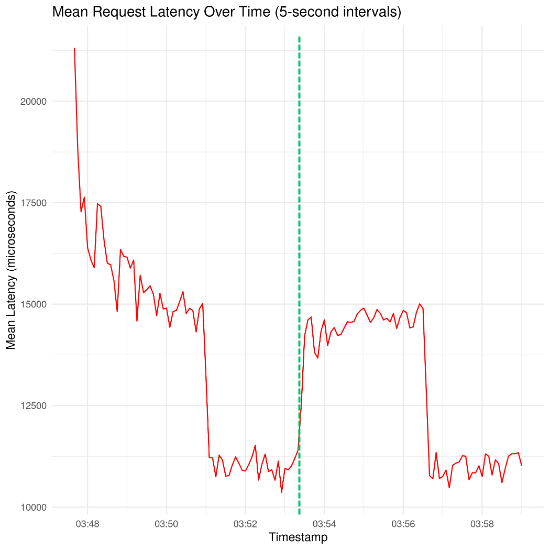 Mean Request Latency Over Time (5-second intervals)
Mean Latency (microseconds)
20000
17500
15000
12500
10000
03:48 03:50 03:52 03:54 03:56 03:58
Timestamp